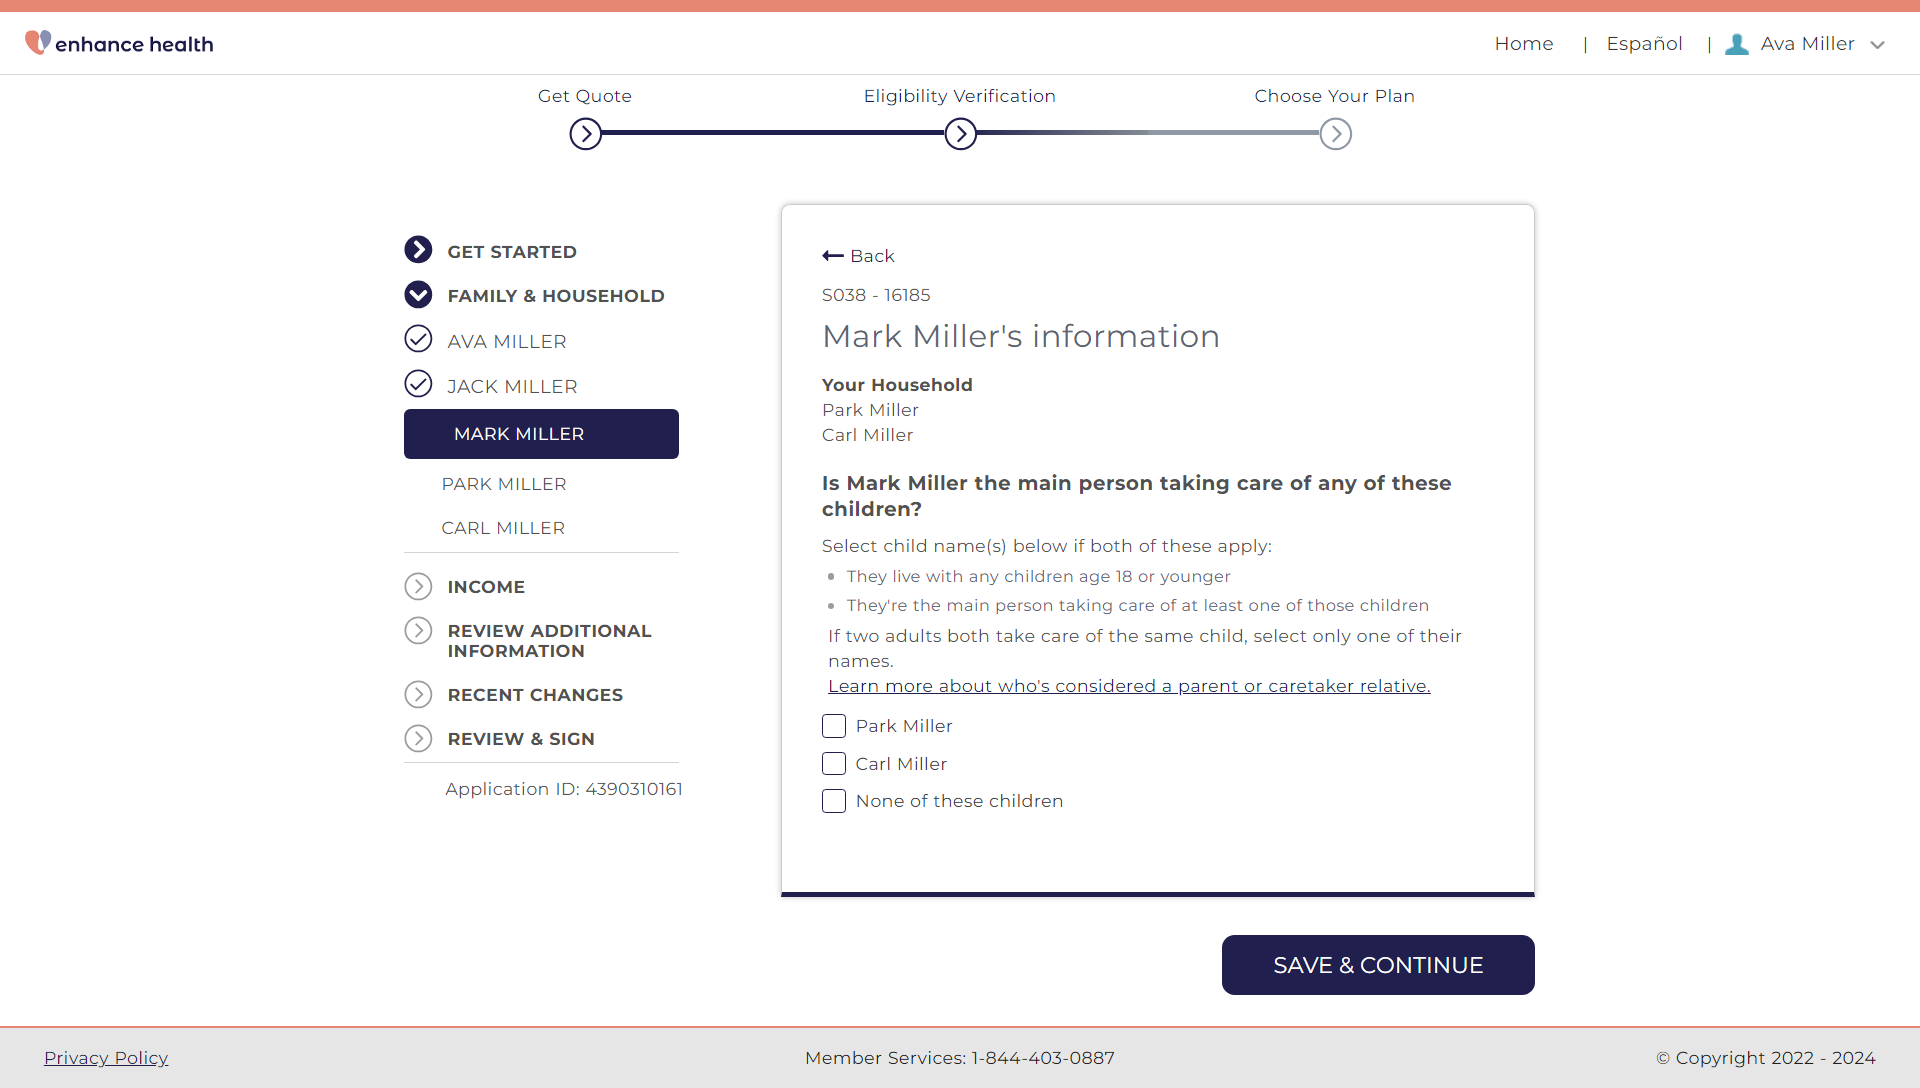 enhance health
Home | Español | Ava Miller
Get Quote
Eligibility Verification
Choose Your Plan
GET STARTED
FAMILY & HOUSEHOLD
AVA MILLER
JACK MILLER
MARK MILLER
PARK MILLER
CARL MILLER
INCOME
REVIEW ADDITIONAL
INFORMATION
RECENT CHANGES
REVIEW & SIGN
Application ID: 4390310161
Back
S038 - 16185
Mark Miller's information
Your Household
Park Miller
Carl Miller
Is Mark Miller the main person taking care of any of these
children?
Select child name(s) below if both of these apply:
They live with any children age 18 or younger
They're the main person taking care of at least one of those children
If two adults both take care of the same child, select only one of their
names.
Learn more about who's considered a parent or caretaker relative.
Park Miller
Carl Miller
None of these children
SAVE & CONTINUE
Privacy Policy
Member Services: 1-844-403-0887
© Copyright 2022 - 2024